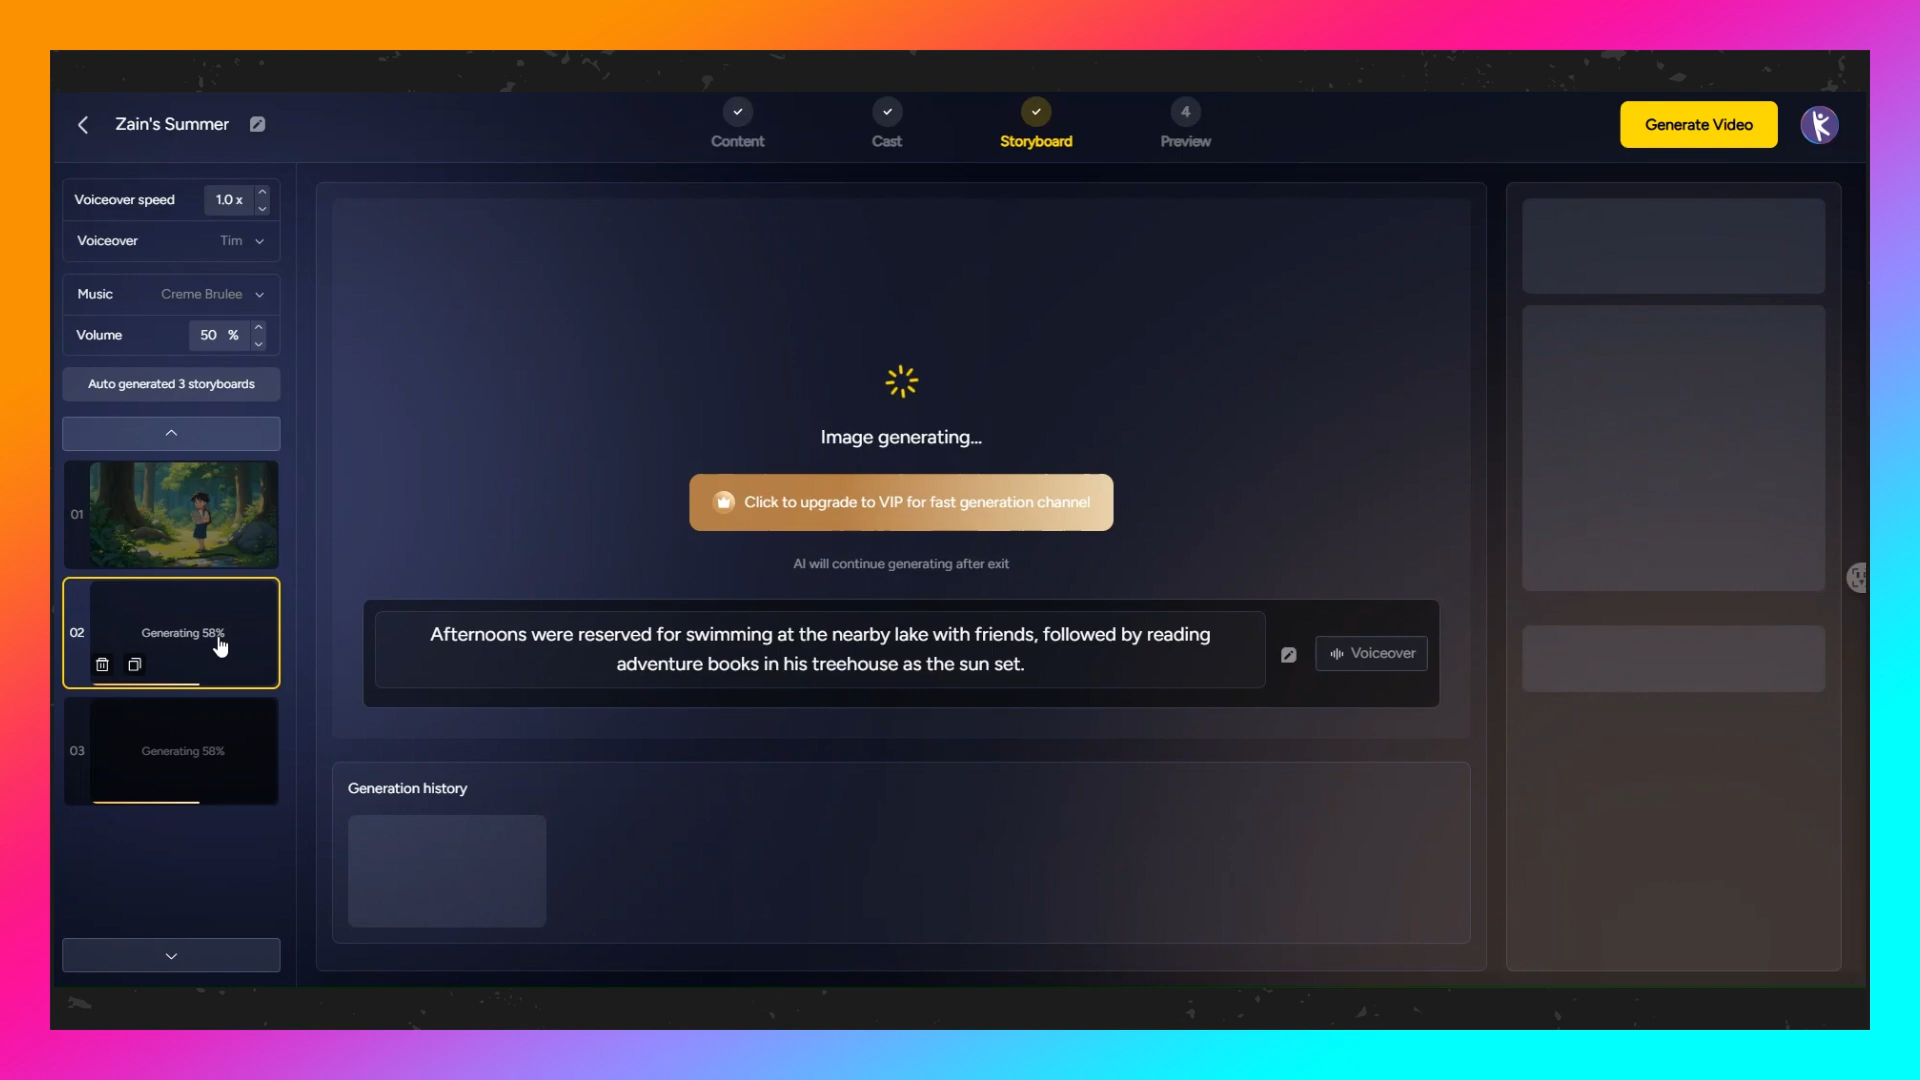 Zain's Summer
Content
Cast
Storyboard
4
Preview
Generate Video
Voiceover speed
1.0 x
Voiceover
Tim
Music
Creme Brulee
Volume
50 %
Auto generated 3 storyboards
01
02
Generating 58%
03
Generating 58%
Image generating...
Click to upgrade to VIP for fast generation channel
AI will continue generating after exit
Afternoons were reserved for swimming at the nearby lake with friends, followed by reading
adventure books in his treehouse as the sun set.
Voiceover
Generation history